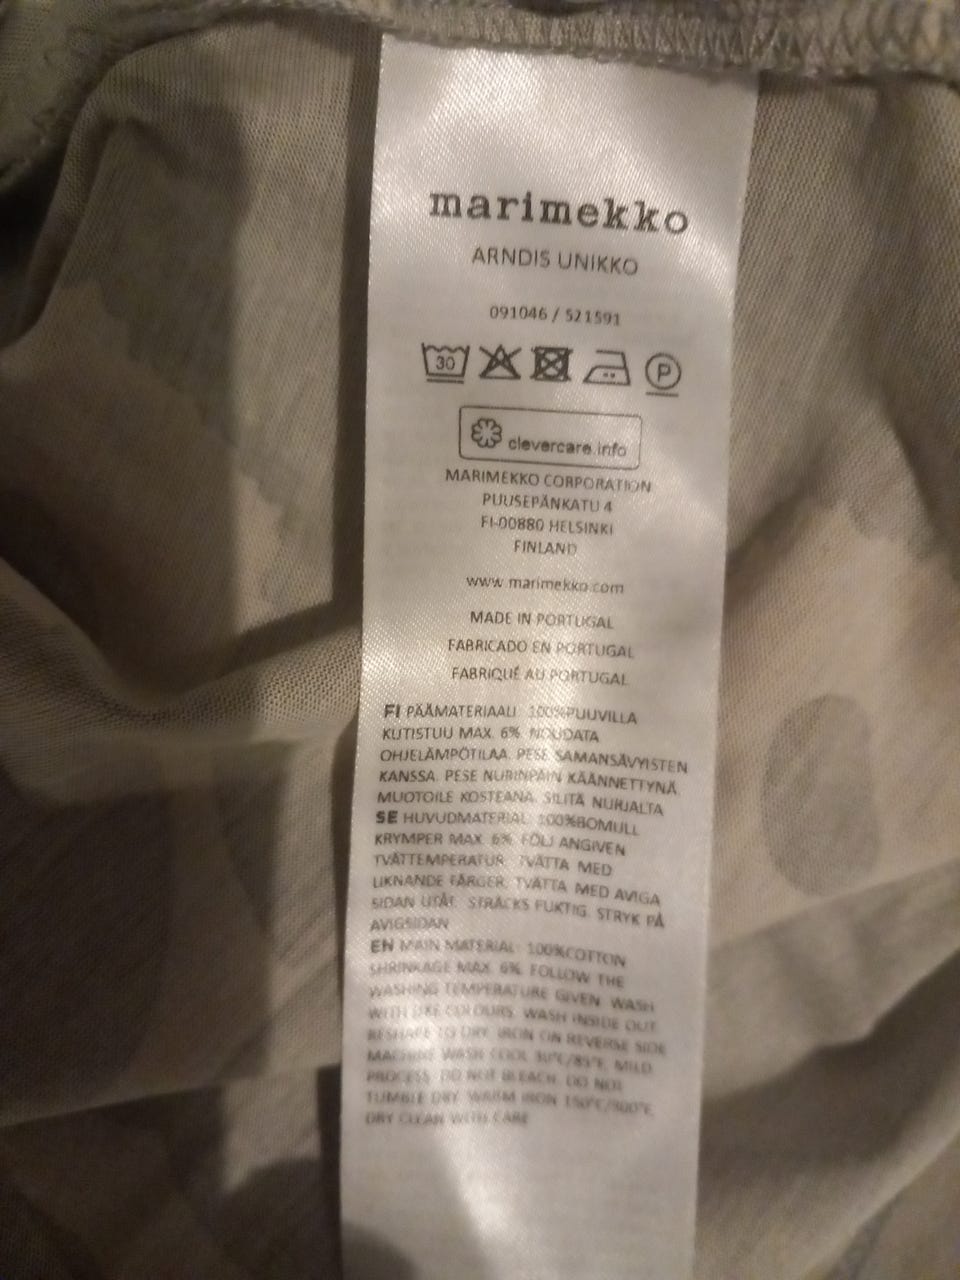 marimekko
ARNDIS UNIKKO
091046 / 521591
30 P
clevercare.info
MARIMEKKO CORPORATION
PUUSEPÄNKATU 4
FI-00880 HELSINKI
FINLAND
www.marimekko.com
MADE IN PORTUGAL
FABRICADO EN PORTUGAL
FABRIQUÉ AU PORTUGAL
FI PÄÄMATERIAALI: 100%PUUVILLA
KUTISTUU MAX. 6% NOUDATA
OHJELÄMPÖTILAA. PESE SAMANSÄVYISTEN
KANSSA. PESE NURINPÄIN KÄÄNNETTYNÄ.
MUOTOILE KOSTEANA. SILITÄ NURJALTA
SE HUVUDMATERIAL: 100%BOMULL
KRYMPER MAX. 6% FÖLJ ANGIVEN
TVÄTTEMPERATUR. TVÄTTA MED
LIKNANDE FÄRGER. TVÄTTA MED AVIGA
SIDAN UTÅT. STRÄCKS FUKTIG. STRYK PÅ
AVIGSIDAN
EN MAIN MATERIAL: 100%COTTON
SHRINKAGE MAX. 6% FOLLOW THE
WASHING TEMPERATURE GIVEN. WASH
WITH LIKE COLOURS. WASH INSIDE OUT.
RESHAPE TO DRY. IRON ON REVERSE SIDE
MACHINE WASH COOL 30°C/85°F, MILD
PROCESS. DO NOT BLEACH. DO NOT
TUMBLE DRY. WARM IRON 150°C/300°F.
DRY CLEAN WITH CARE